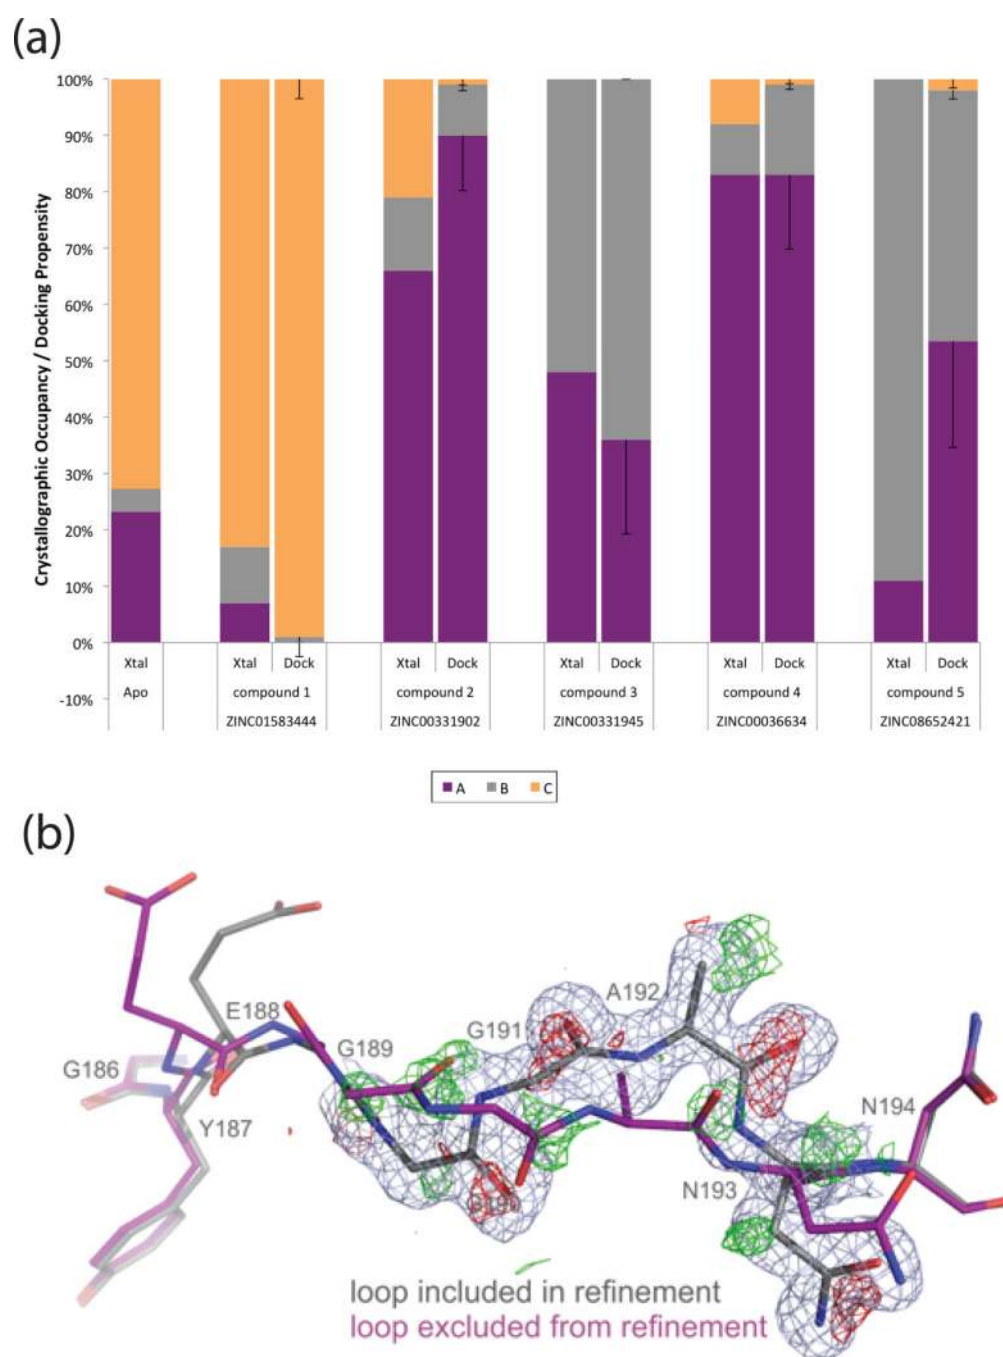 (a)
100%
90%
80%
70%
60%
50%
40%
30%
20%
10%
0%
-10%
Crystallographic Occupancy / Docking Propensity
Xtal Xtal Dock Xtal Dock Xtal Dock Xtal Dock Xtal Dock
Apo compound 1 compound 2 compound 3 compound 4 compound 5
ZINC01583444 ZINC00331902 ZINC00331945 ZINC00036634 ZINC08652421
A B C
(b)
A192
E188
G191
G189
G186
N194
Y187
N193
loop included in refinement
loop excluded from refinement